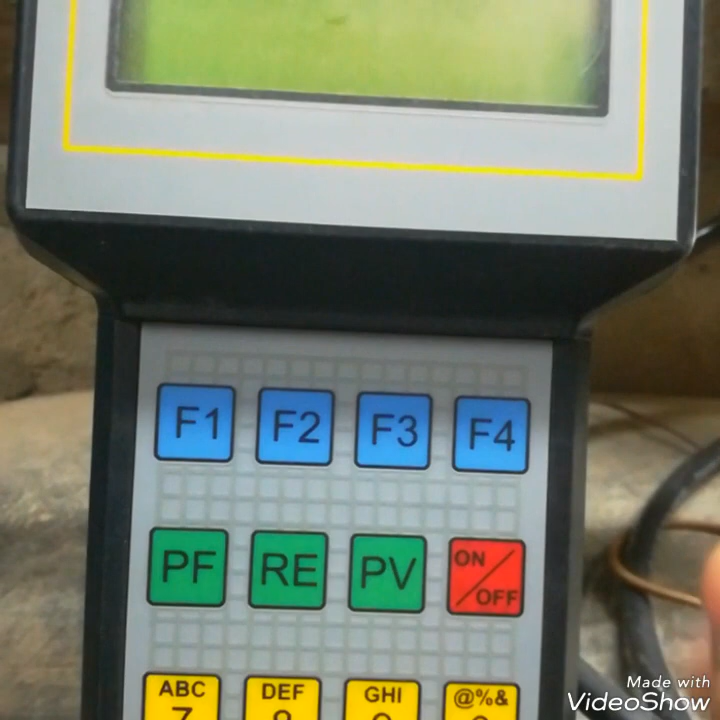 F1 F2 F3 F4
PF RE PV ON/OFF
ABC DEF GHI @%&
Made with
VideoShow